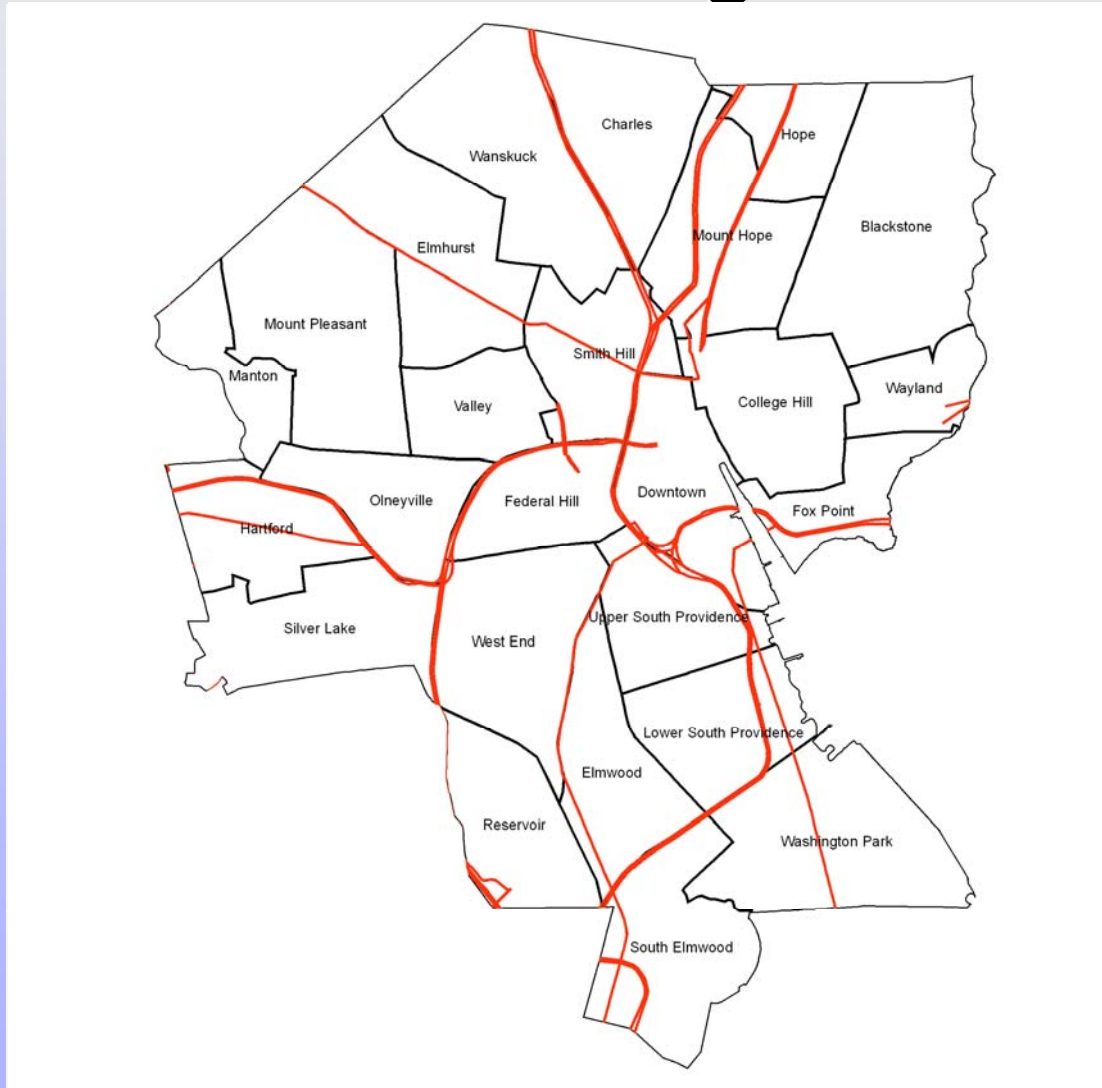 Charles
Hope
Wanskuck
Blackstone
Mount Hope
Elmhurst
Mount Pleasant
Smith Hill
Manton
Wayland
College Hill
Valley
Downtown
Olneyville
Federal Hill
Fox Point
Hartford
Upper South Providence
Silver Lake
West End
Lower South Providence
Elmwood
Reservoir
Washington Park
South Elmwood